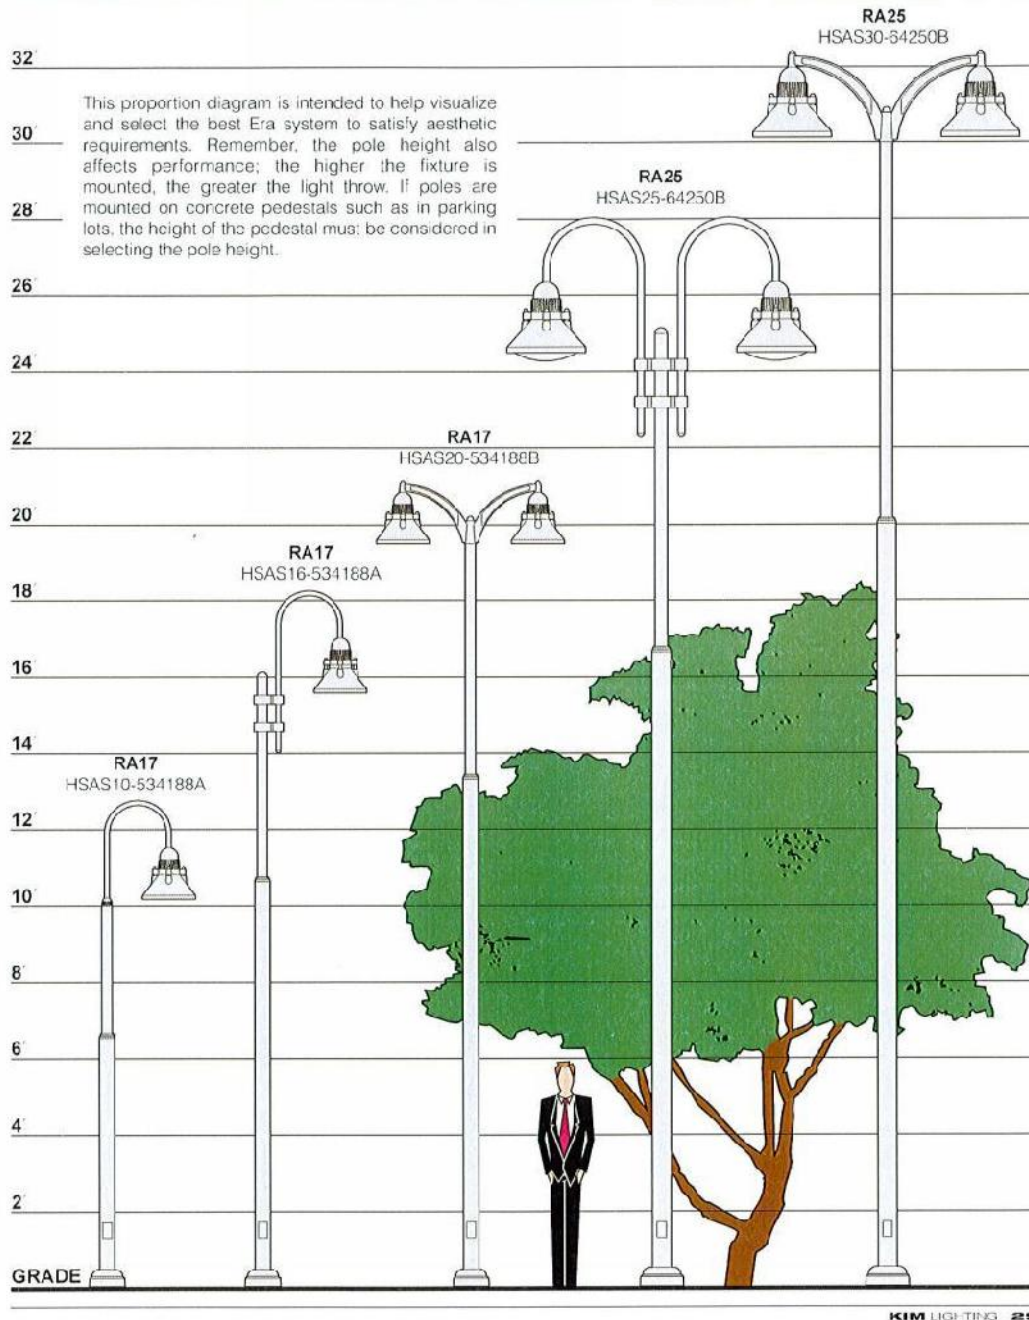 RA25
HSAS30-64250B
32'
This proportion diagram is intended to help visualize
and select the best Era system to satisfy aesthetic
requirements. Remember, the pole height also
affects performance; the higher the fixture is
mounted, the greater the light throw. If poles are
mounted on concrete pedestals such as in parking
lots, the height of the pedestal must be considered in
selecting the pole height.
30'
RA25
HSAS25-64250B
28'
26'
24'
22'
RA17
HSAS20-534188B
20'
RA17
HSAS16-534188A
18'
16'
14'
RA17
HSAS10-534188A
12'
10'
8'
6'
4'
2'
GRADE
KIM LIGHTING